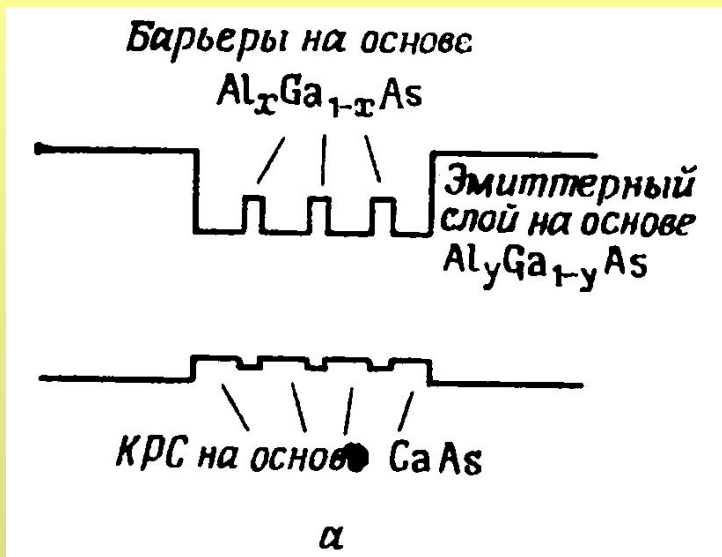 Барьеры на основе
AlxGa1-xAs
Эмиттерный
слой на основе
AlyGa1-yAs
КРС на основ CaAs
а